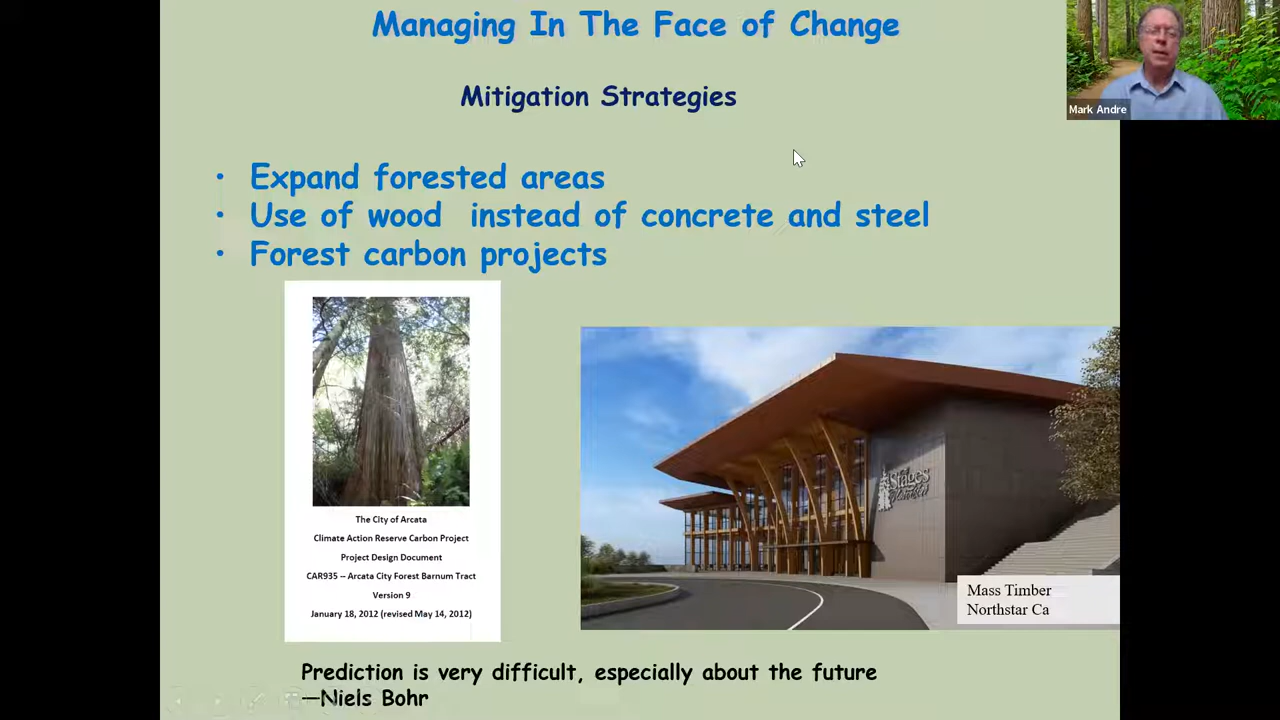 Managing In The Face of Change
Mark Andre
Mitigation Strategies
• Expand forested areas
• Use of wood instead of concrete and steel
• Forest carbon projects
The City of Arcata
Climate Action Reserve Carbon Project
Project Design Document
CAR935 -- Arcata City Forest Barnum Tract
Version 9
January 18, 2012 (revised May 14, 2012)
Stages
Mass Timber
Northstar Ca
Prediction is very difficult, especially about the future
—Niels Bohr